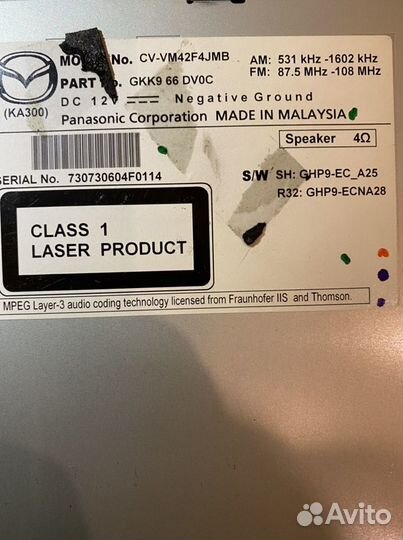 No. CV-VM42F4JMB AM: 531 kHz -1602 kHz
PART No. GKK9 66 DV0C FM: 87.5 MHz -108 MHz
(KA300) DC 12V Negative Ground
Panasonic Corporation MADE IN MALAYSIA
Speaker 4Ω
SERIAL No. 730730604F0114
S/W SH: GHP9-EC_A25
R32: GHP9-ECNA28
CLASS 1
LASER PRODUCT
MPEG Layer-3 audio coding technology licensed from Fraunhofer IIS and Thomson.
Avito